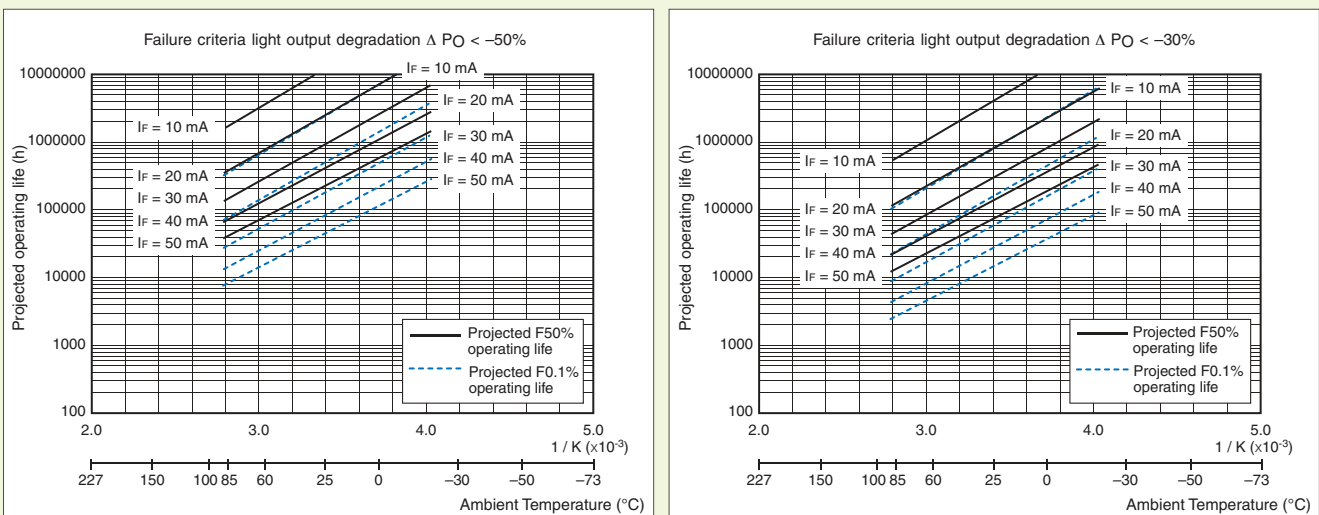 Failure criteria light output degradation Δ PO < –50%
Projected operating life (h)
10000000
1000000
100000
10000
1000
100
IF = 10 mA
IF = 20 mA
IF = 30 mA
IF = 40 mA
IF = 50 mA
IF = 10 mA
IF = 20 mA
IF = 30 mA
IF = 40 mA
IF = 50 mA
Projected F50%
operating life
Projected F0.1%
operating life
2.0 3.0 4.0 5.0
1 / K (×10-3)
227 150 100 85 60 25 0 –30 –50 –73
Ambient Temperature (°C)
Failure criteria light output degradation Δ PO < –30%
Projected operating life (h)
10000000
1000000
100000
10000
1000
100
IF = 10 mA
IF = 20 mA
IF = 30 mA
IF = 40 mA
IF = 50 mA
IF = 10 mA
IF = 20 mA
IF = 30 mA
IF = 40 mA
IF = 50 mA
Projected F50%
operating life
Projected F0.1%
operating life
2.0 3.0 4.0 5.0
1 / K (×10-3)
227 150 100 85 60 25 0 –30 –50 –73
Ambient Temperature (°C)